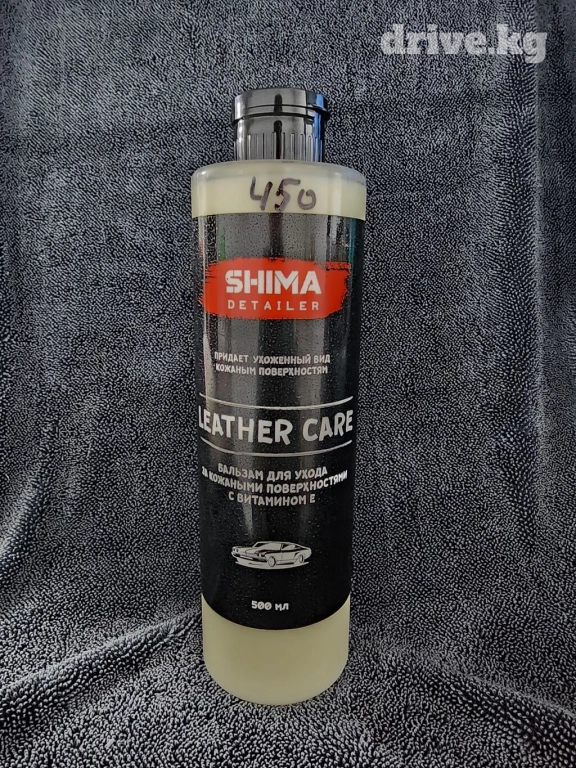 drive.kg
450
SHIMA
DETAILER
ПРИДАЕТ УХОЖЕННЫЙ ВИД
КОЖАНЫМ ПОВЕРХНОСТЯМ
LEATHER CARE
БАЛЬЗАМ ДЛЯ УХОДА
ЗА КОЖАНЫМИ ПОВЕРХНОСТЯМИ
С ВИТАМИНОМ Е
500 МЛ